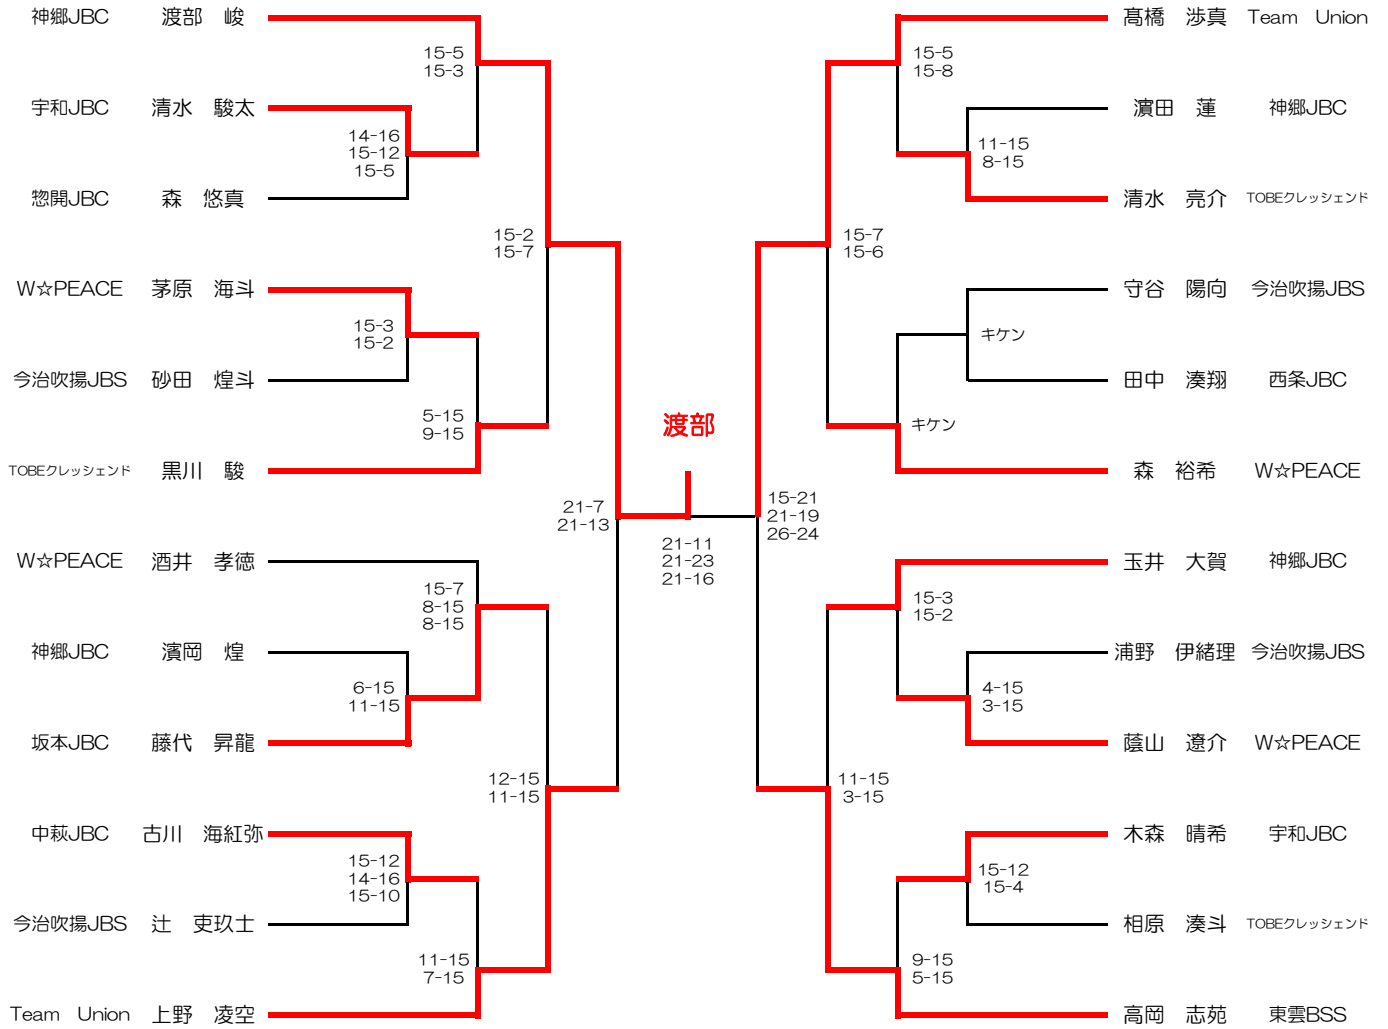 神郷JBC 渡部 峻
15-5
15-3
宇和JBC 清水 駿太
14-16
15-12
15-5
惣開JBC 森 悠真
15-2
15-7
W☆PEACE 茅原 海斗
15-3
15-2
今治吹揚JBS 砂田 煌斗
5-15
9-15
TOBEクレッシェンド 黒川 駿
21-7
21-13
W☆PEACE 酒井 孝徳
15-7
8-15
8-15
神郷JBC 濱岡 煌
6-15
11-15
坂本JBC 藤代 昇龍
12-15
11-15
中萩JBC 古川 海紅弥
15-12
14-16
15-10
今治吹揚JBS 辻 吏玖士
11-15
7-15
Team Union 上野 凌空
渡部
21-11
21-23
21-16
髙橋 渉真 Team Union
15-5
15-8
濵田 蓮 神郷JBC
11-15
8-15
清水 亮介 TOBEクレッシェンド
15-7
15-6
守谷 陽向 今治吹揚JBS
キケン
田中 湊翔 西条JBC
キケン
森 裕希 W☆PEACE
15-21
21-19
26-24
玉井 大賀 神郷JBC
15-3
15-2
浦野 伊緒理 今治吹揚JBS
4-15
3-15
蔭山 遼介 W☆PEACE
11-15
3-15
木森 晴希 宇和JBC
15-12
15-4
相原 湊斗 TOBEクレッシェンド
9-15
5-15
高岡 志苑 東雲BSS